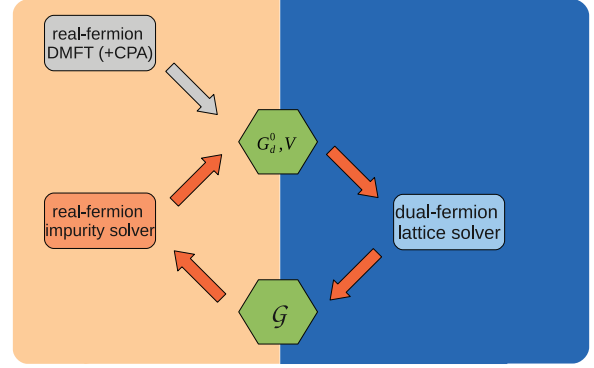 real-fermion
DMFT (+CPA)
G_d^0, V
real-fermion
impurity solver
dual-fermion
lattice solver
𝒢